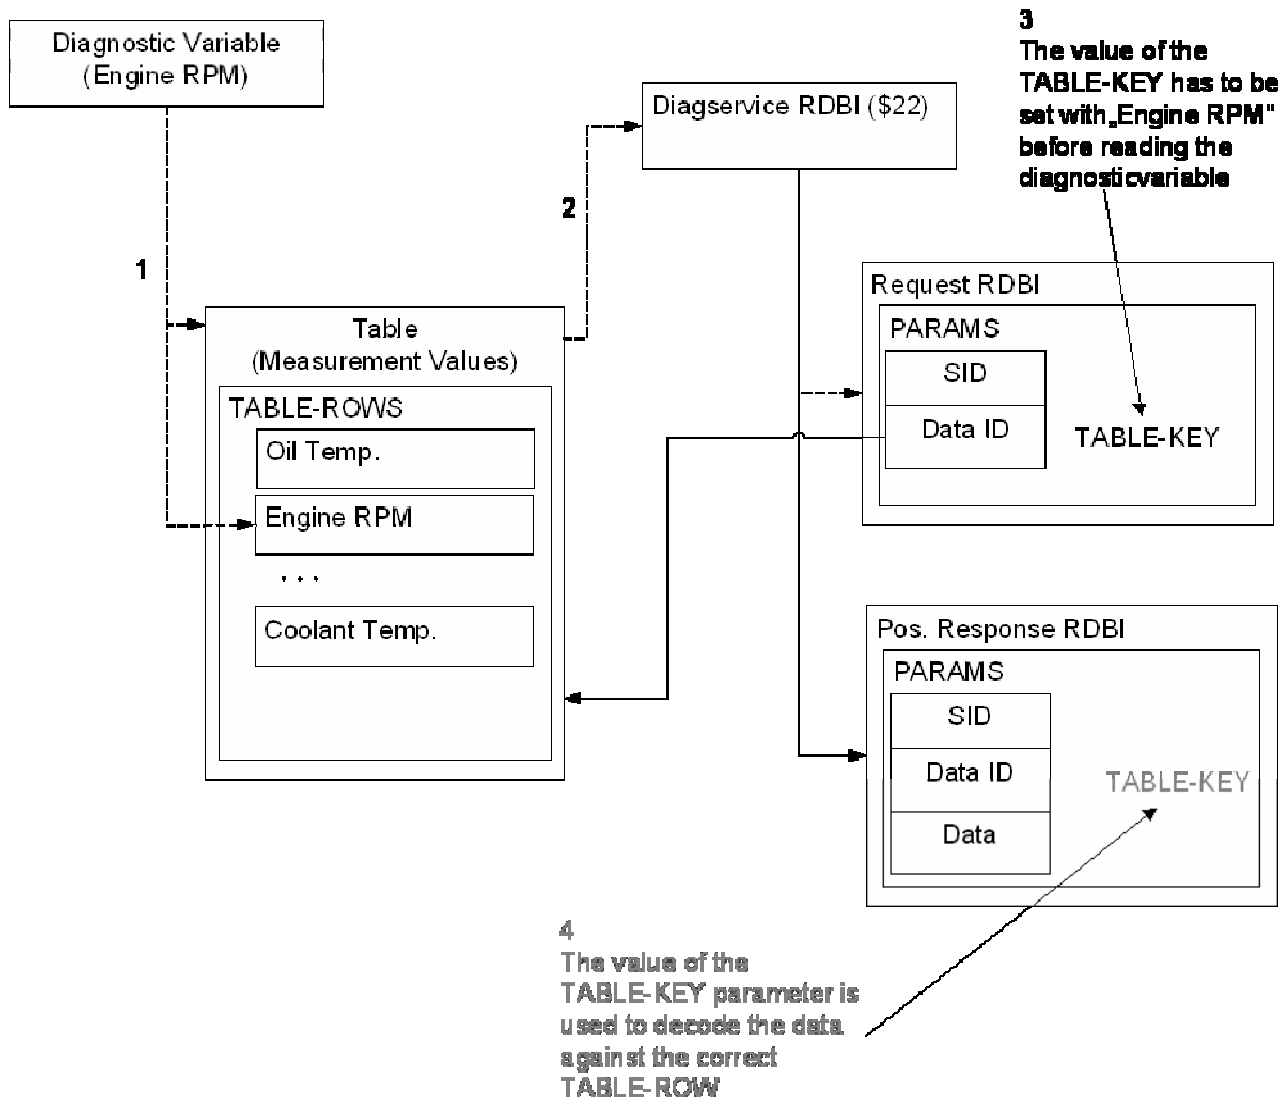 Diagnostic Variable
(Engine RPM)
1
Table
(Measurement Values)
TABLE-ROWS
Oil Temp.
Engine RPM
. . .
Coolant Temp.
2
Diagservice RDBI ($22)
3
The value of the
TABLE-KEY has to be
set with„Engine RPM“
before reading the
diagnosticvariable
Request RDBI
PARAMS
SID
Data ID
TABLE-KEY
Pos. Response RDBI
PARAMS
SID
Data ID
Data
TABLE-KEY
4
The value of the
TABLE-KEY parameter is
used to decode the data
against the correct
TABLE-ROW